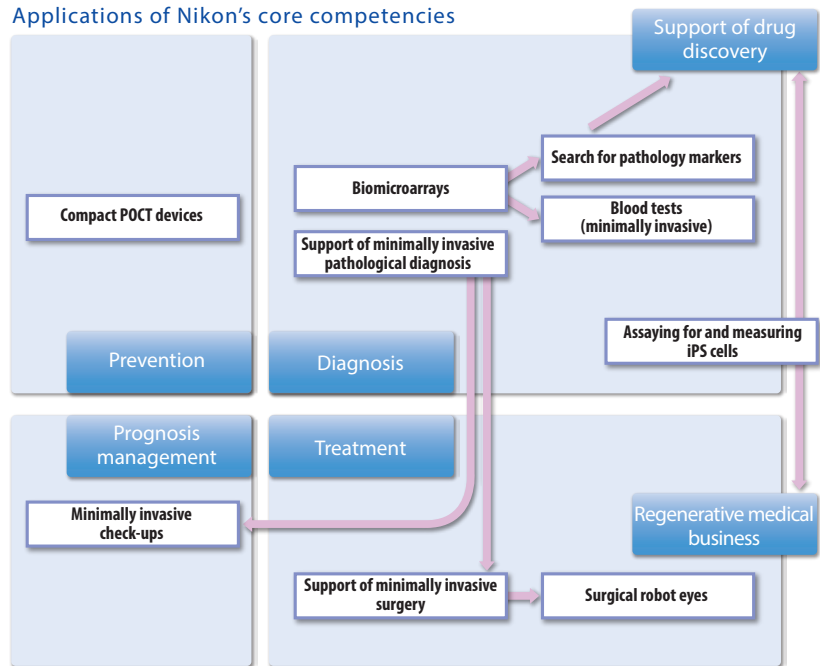 Applications of Nikon's core competencies
Support of drug
discovery
Search for pathology markers
Biomicroarrays
Compact POCT devices
Blood tests
(minimally invasive)
Support of minimally invasive
pathological diagnosis
Assaying for and measuring
iPS cells
Prevention
Diagnosis
Prognosis
management
Treatment
Minimally invasive
check-ups
Regenerative medical
business
Support of minimally invasive
surgery
Surgical robot eyes